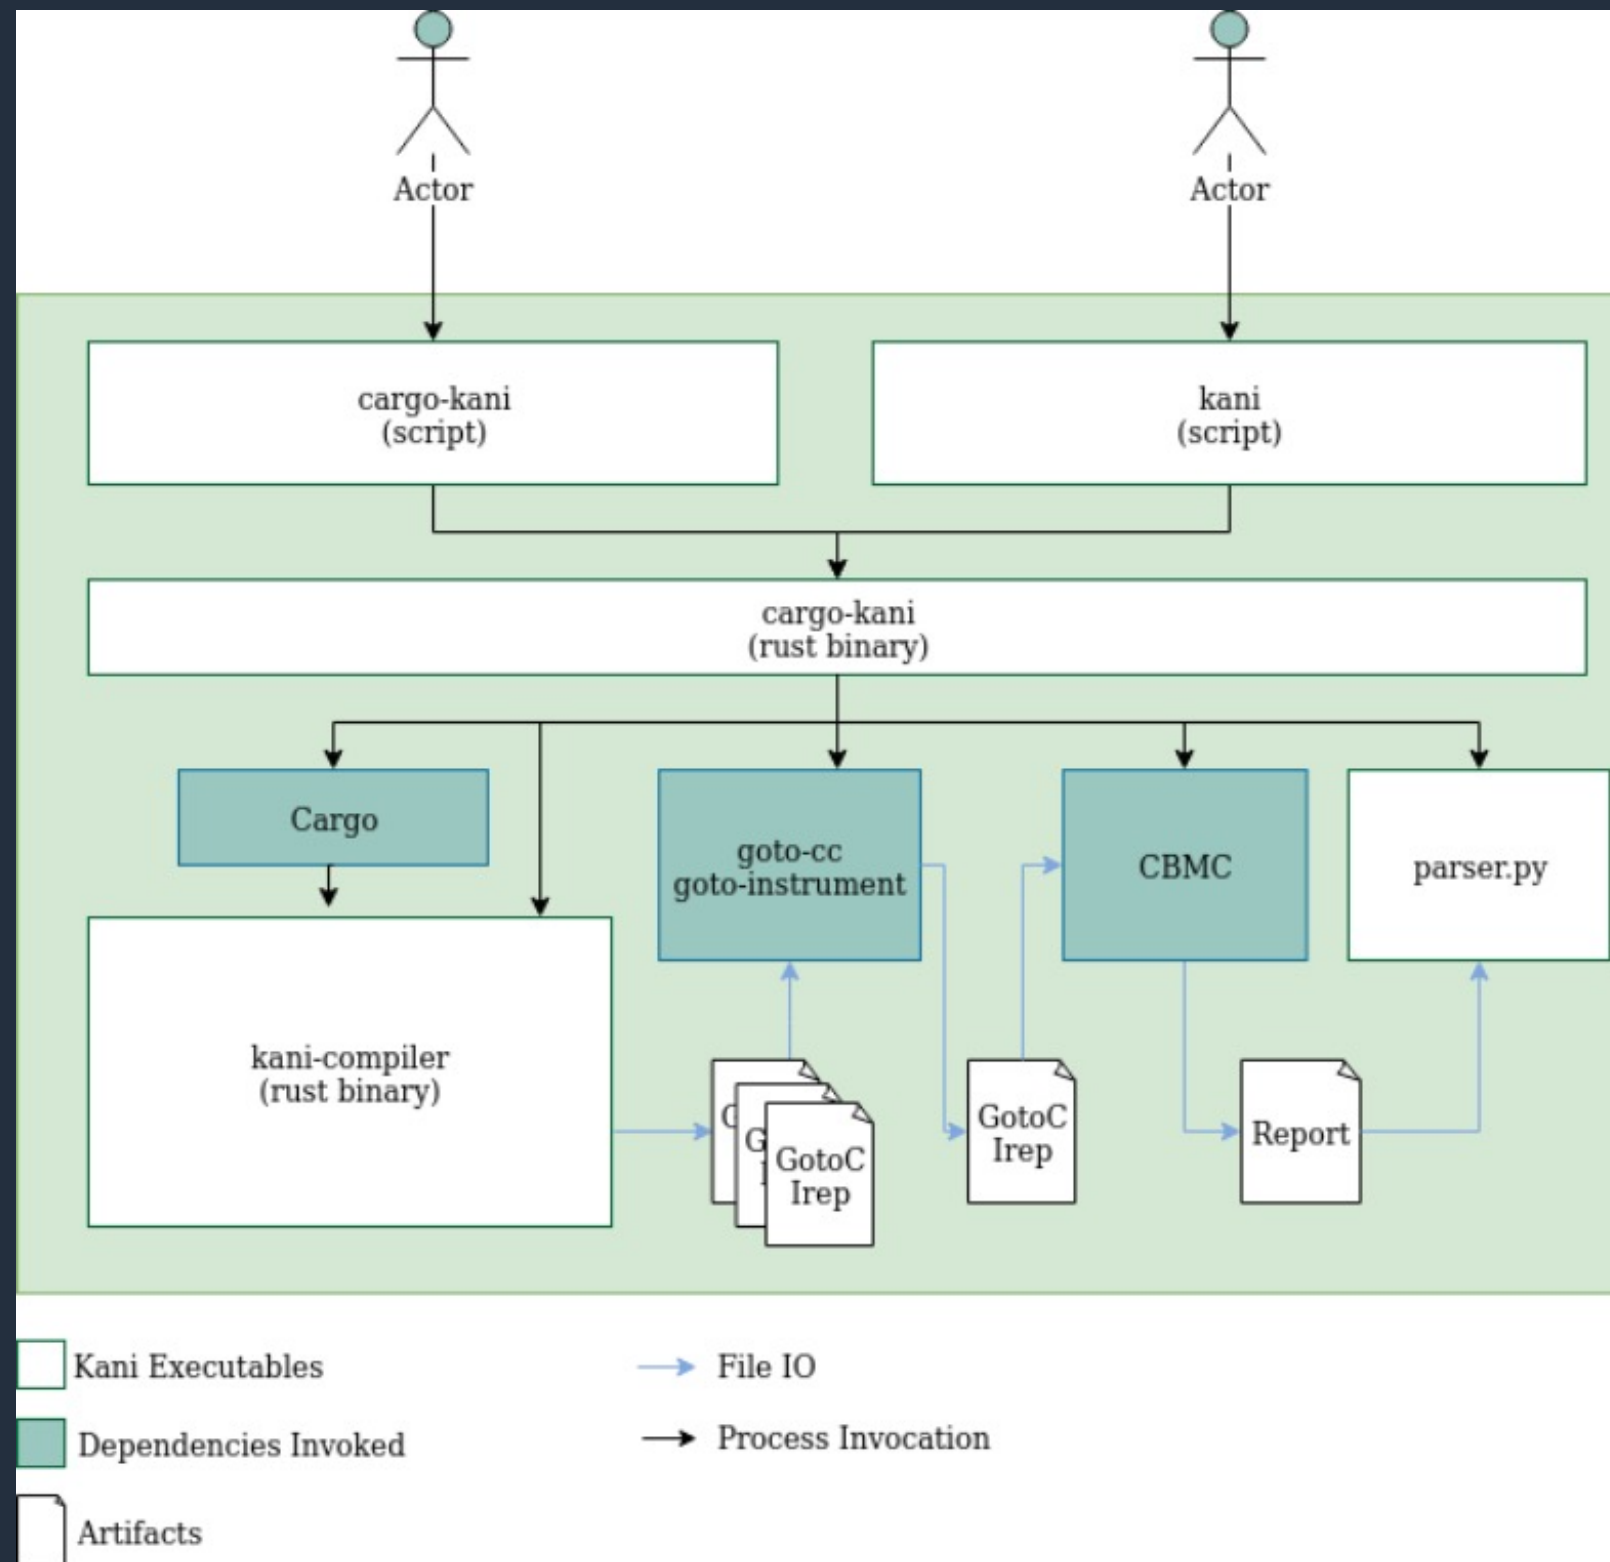 Actor
Actor
cargo-kani
(script)
kani
(script)
cargo-kani
(rust binary)
Cargo
goto-cc
goto-instrument
CBMC
parser.py
kani-compiler
(rust binary)
G
GotoC
Irep
GotoC
Irep
Report
Kani Executables
File IO
Dependencies Invoked
Process Invocation
Artifacts